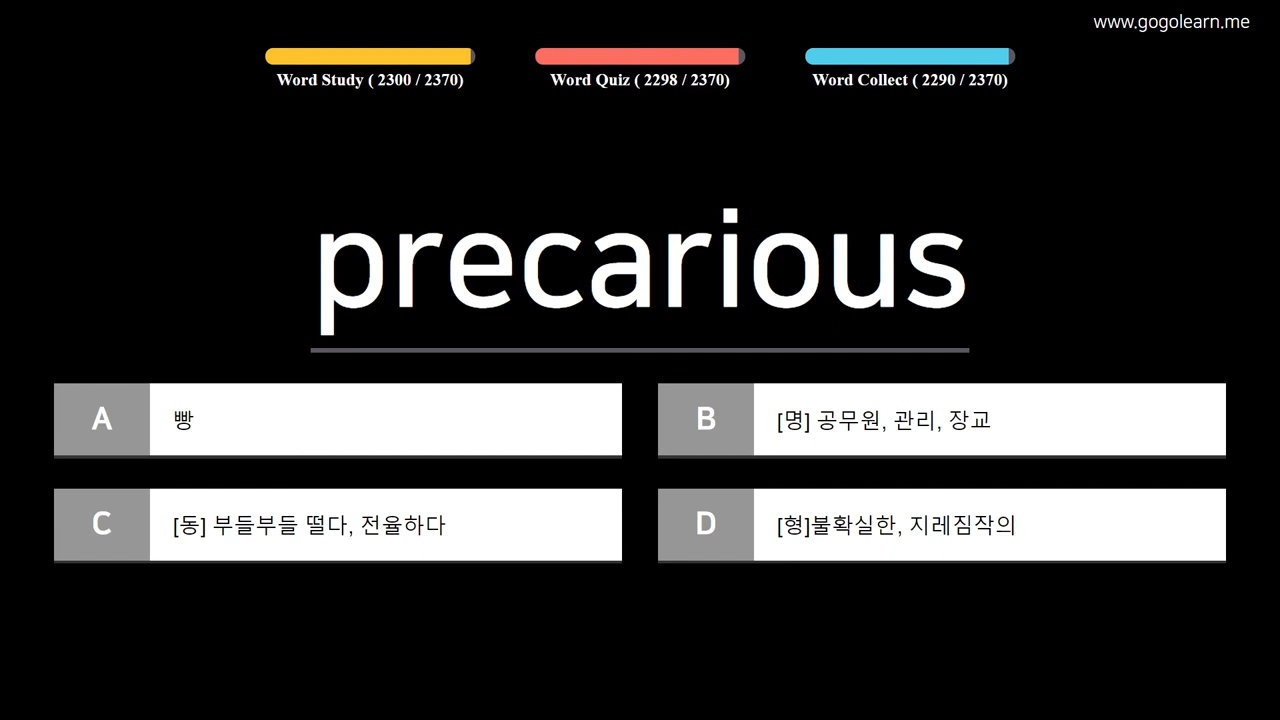 www.gogolearn.me
Word Study ( 2300 / 2370)
Word Quiz ( 2298 / 2370)
Word Collect ( 2290 / 2370)
precarious
A 빵
B [명] 공무원, 관리, 장교
C [동] 부들부들 떨다, 전율하다
D [형]불확실한, 지레짐작의